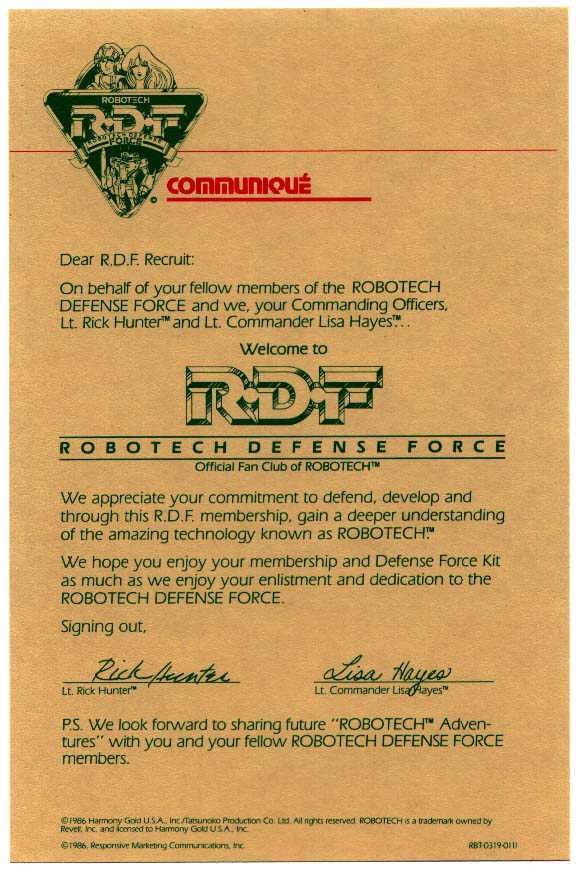 ROBOTECH
R·D·F
ROBOTECH DEFENSE
FORCE
COMMUNIQUÉ
Dear R.D.F. Recruit:
On behalf of your fellow members of the ROBOTECH
DEFENSE FORCE and we, your Commanding Officers,
Lt. Rick Hunter™ and Lt. Commander Lisa Hayes™...
Welcome to
R·D·F
ROBOTECH DEFENSE FORCE
Official Fan Club of ROBOTECH™
We appreciate your commitment to defend, develop and
through this R.D.F. membership, gain a deeper understanding
of the amazing technology known as ROBOTECH™.
We hope you enjoy your membership and Defense Force Kit
as much as we enjoy your enlistment and dedication to the
ROBOTECH DEFENSE FORCE.
Signing out,
Rick Hunter Lisa Hayes
Lt. Rick Hunter™ Lt. Commander Lisa Hayes™
P.S. We look forward to sharing future "ROBOTECH™ Adven-
tures" with you and your fellow ROBOTECH DEFENSE FORCE
members.
©1986 Harmony Gold U.S.A., Inc./Tatsunoko Production Co. Ltd. All rights reserved. ROBOTECH is a trademark owned by
Revell, Inc. and licensed to Harmony Gold U.S.A., Inc.
©1986, Responsive Marketing Communications, Inc. RBT-0319-0111